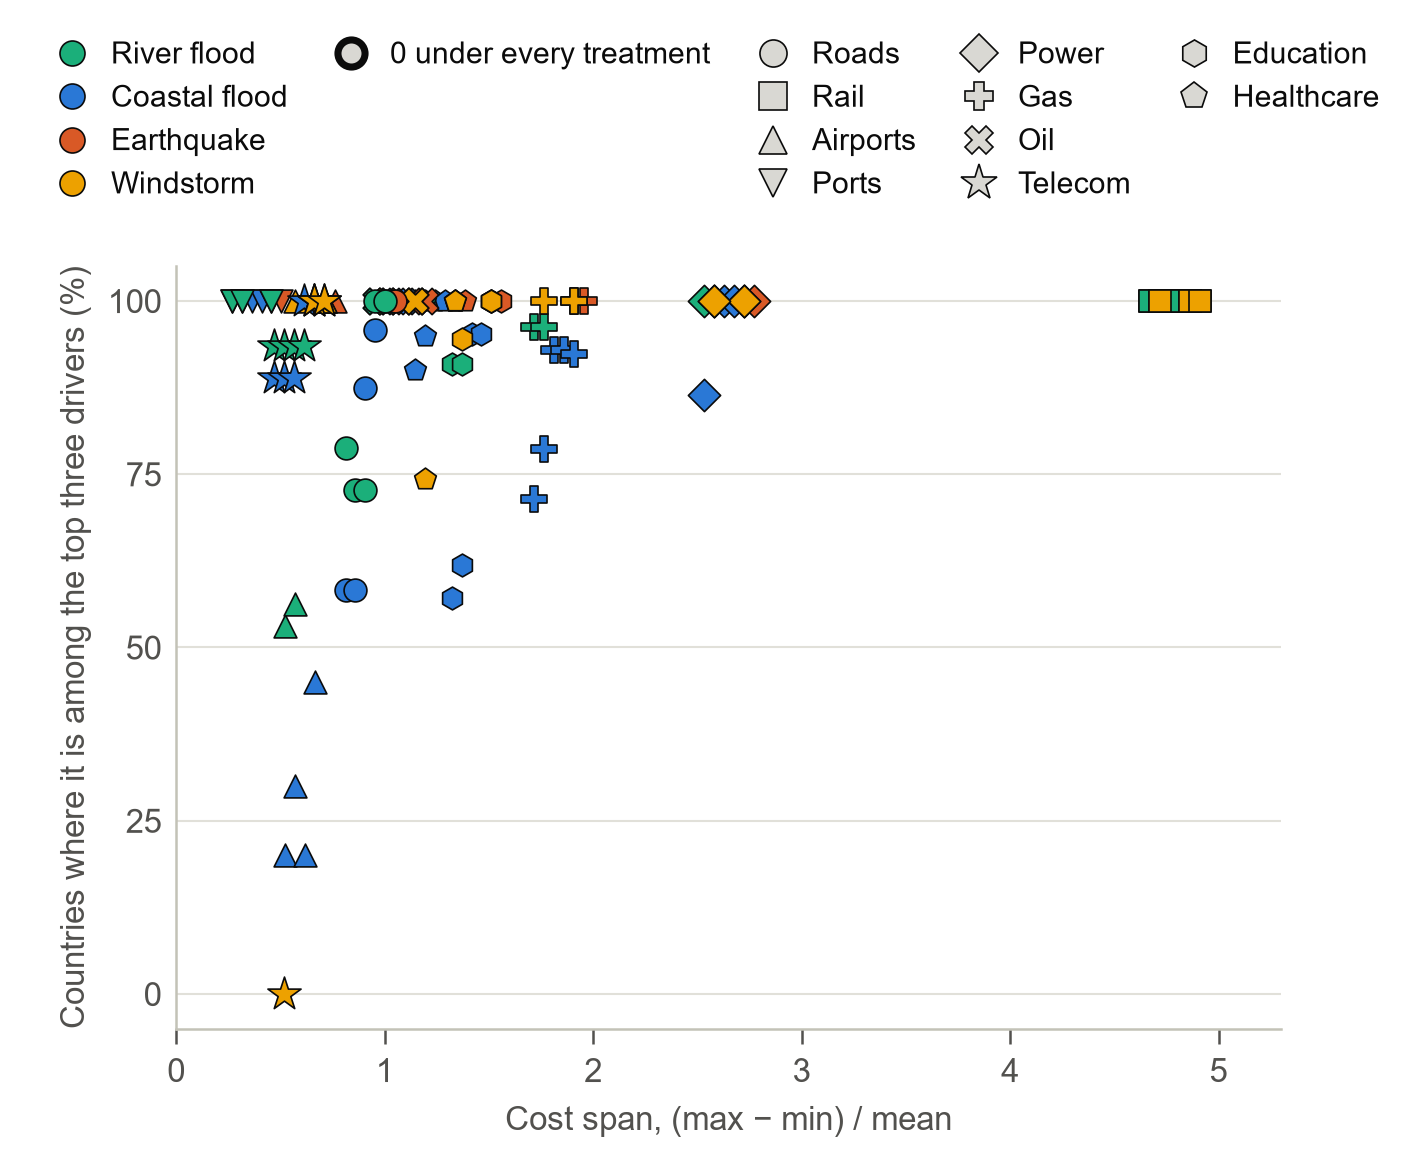 River flood
Coastal flood
Earthquake
Windstorm
0 under every treatment
Roads
Rail
Airports
Ports
Power
Gas
Oil
Telecom
Education
Healthcare
Countries where it is among the top three drivers (%)
100
75
50
25
0
0 1 2 3 4 5
Cost span, (max − min) / mean